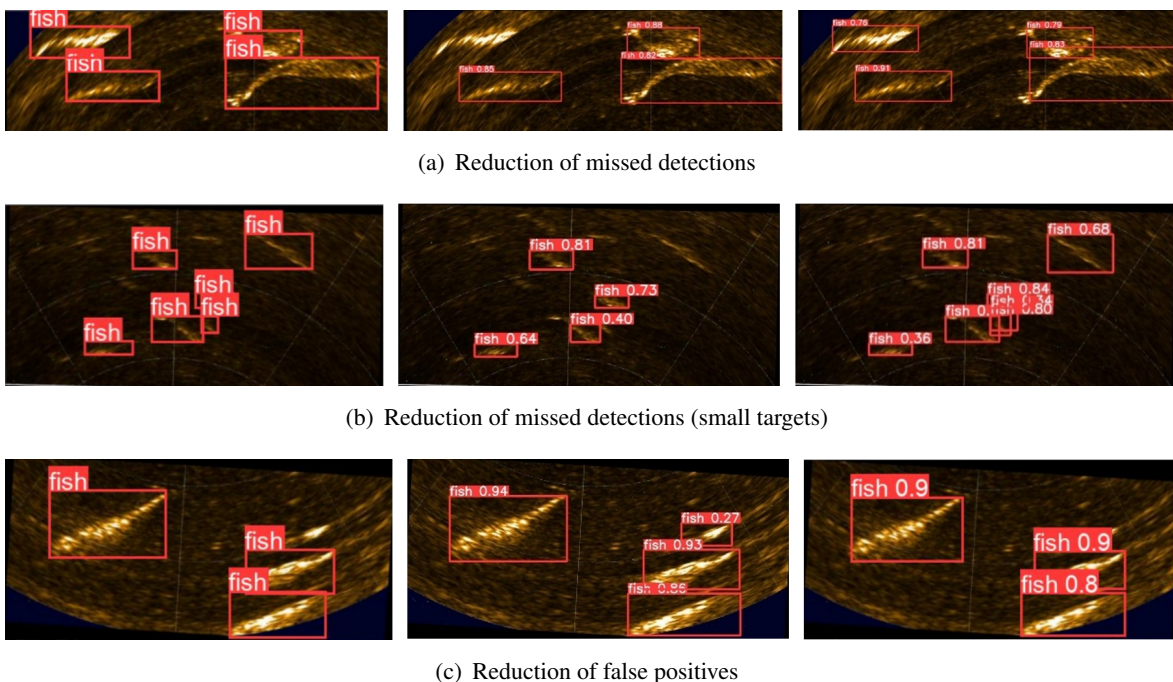 fish
fish
fish
fish
fish 0.88
fish 0.82
fish 0.85
fish 0.76
fish 0.79
fish 0.83
fish 0.91
(a) Reduction of missed detections
fish
fish
fish
fish
fish
fish
fish 0.81
fish 0.73
fish 0.40
fish 0.64
fish 0.68
fish 0.81
fish 0.84
0.34
0.80
fish 0.36
(b) Reduction of missed detections (small targets)
fish
fish
fish
fish 0.94
fish 0.27
fish 0.93
fish 0.86
fish 0.9
fish 0.9
fish 0.8
(c) Reduction of false positives